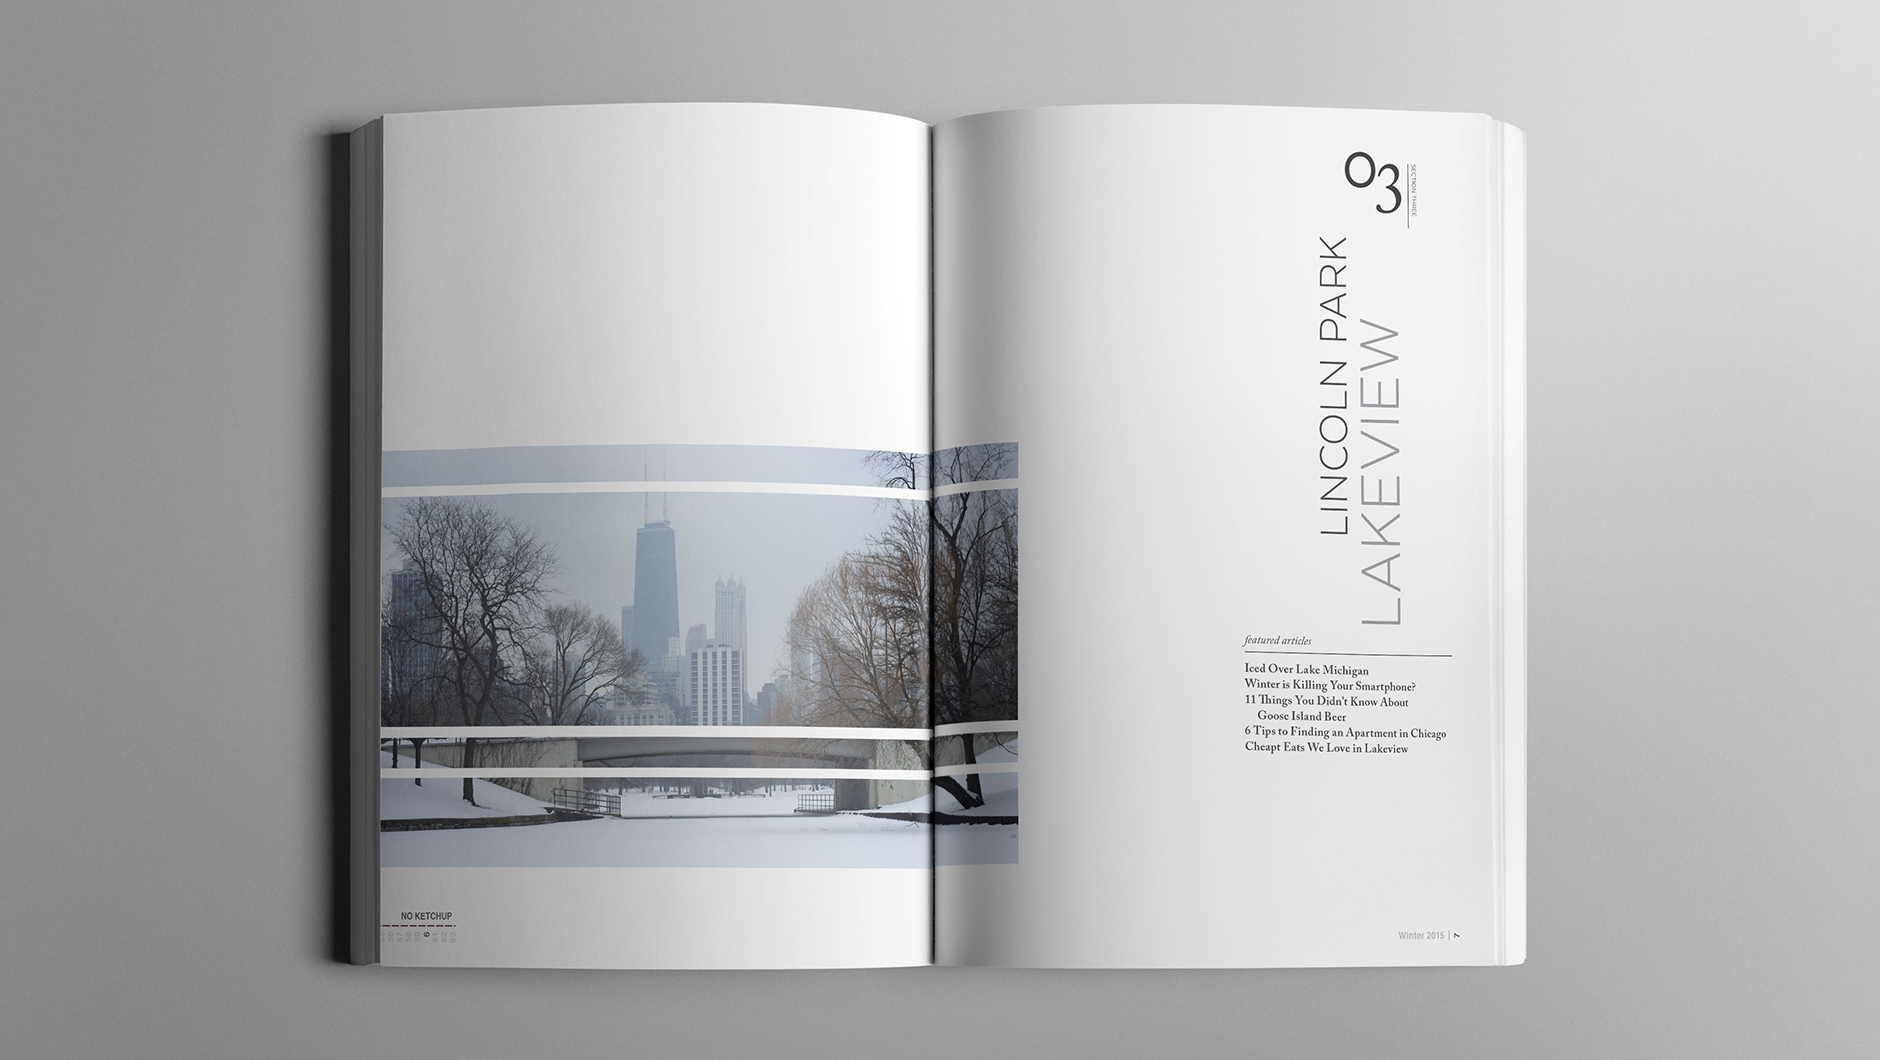 NO KETCHUP
6
03
SECTION THREE
LINCOLN PARK
LAKEVIEW
featured articles
Iced Over Lake Michigan
Winter is Killing Your Smartphone?
11 Things You Didn't Know About
Goose Island Beer
6 Tips to Finding an Apartment in Chicago
Cheapt Eats We Love in Lakeview
Winter 2015 | 7